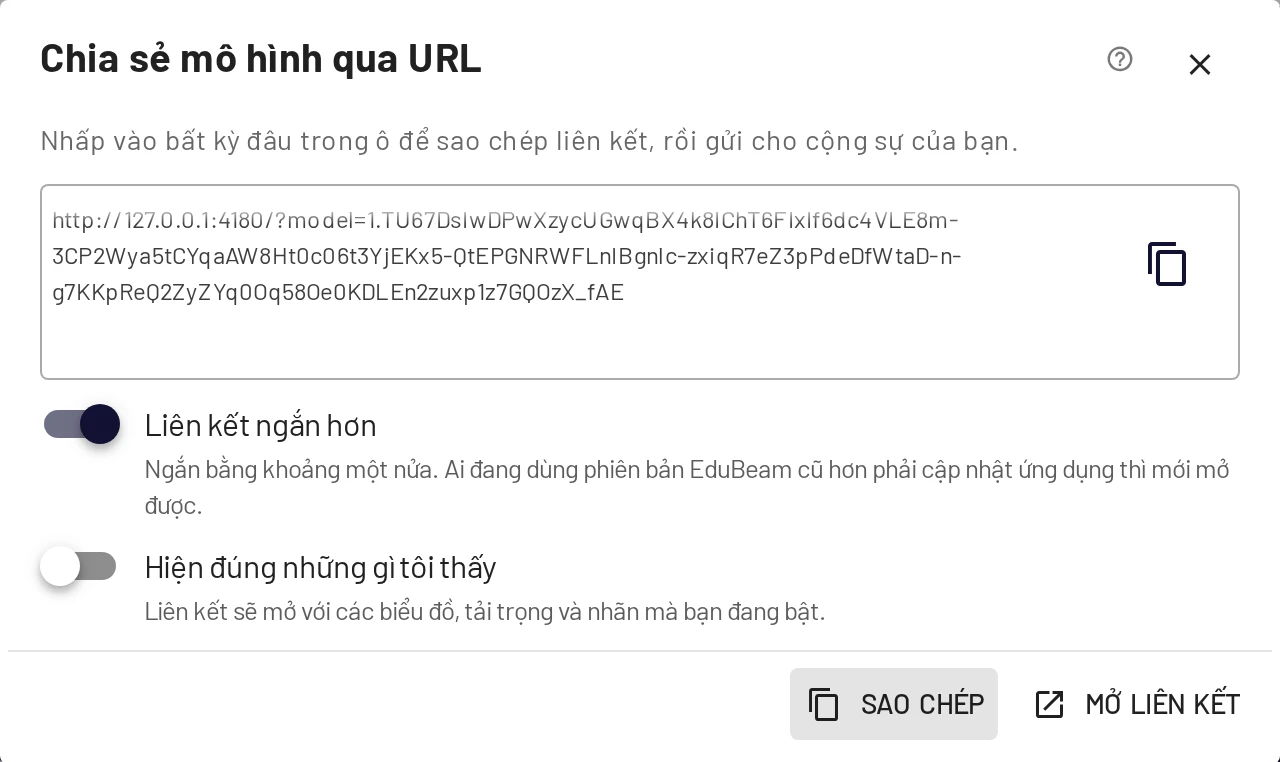 Chia sẻ mô hình qua URL
Nhấp vào bất kỳ đâu trong ô để sao chép liên kết, rồi gửi cho cộng sự của bạn.
http://127.0.0.1:4180/?model=1.TU67DsIwDPwXzycUGwqBX4k8IChT6FIxIf6dc4VLE8m-
3CP2Wya5tCYqaAW8Ht0c06t3YjEKx5-QtEPGNRWFLnIBgnIc-zxiqR7eZ3pPdeDfWtaD-n-
g7KKpReQ2ZyZYq0Oq58Oe0KDLEn2zuxp1z7GQOzX_fAE
Liên kết ngắn hơn
Ngắn bằng khoảng một nửa. Ai đang dùng phiên bản EduBeam cũ hơn phải cập nhật ứng dụng thì mới mở
được.
Hiện đúng những gì tôi thấy
Liên kết sẽ mở với các biểu đồ, tải trọng và nhãn mà bạn đang bật.
SAO CHÉP
MỞ LIÊN KẾT